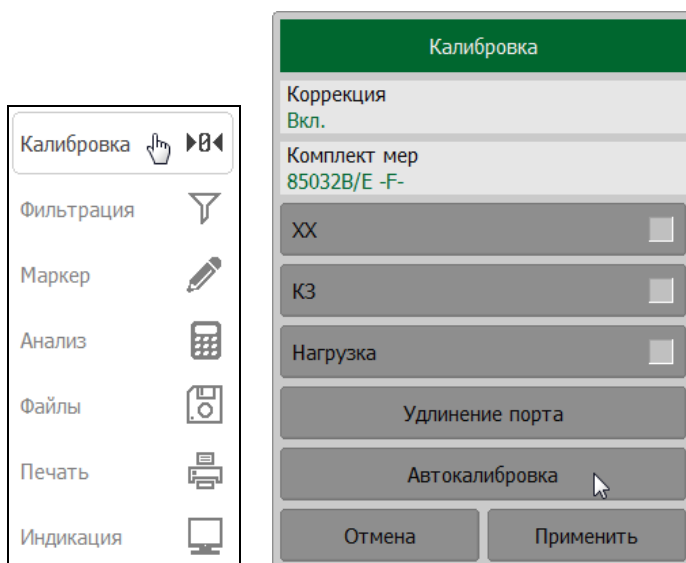 Калибровка
Фильтрация
Маркер
Анализ
Файлы
Печать
Индикация
Калибровка
Коррекция
Вкл.
Комплект мер
85032B/E -F-
ХХ
КЗ
Нагрузка
Удлинение порта
Автокалибровка
Отмена
Применить